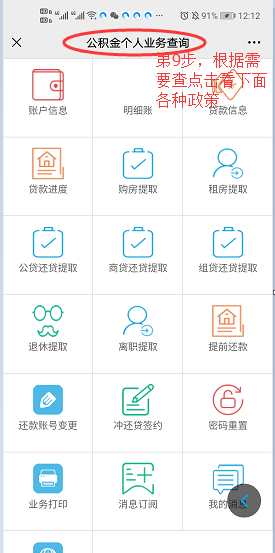 91% 12:12
公积金个人业务查询
第9步，根据需
要查点击看下面
各种政策
账户信息 明细账 贷款信息
贷款进度 购房提取 租房提取
公贷还贷提取 商贷还贷提取 组贷还贷提取
退休提取 离职提取 提前还款
还款账号变更 冲还贷签约 密码重置
业务打印 消息订阅 我的消息